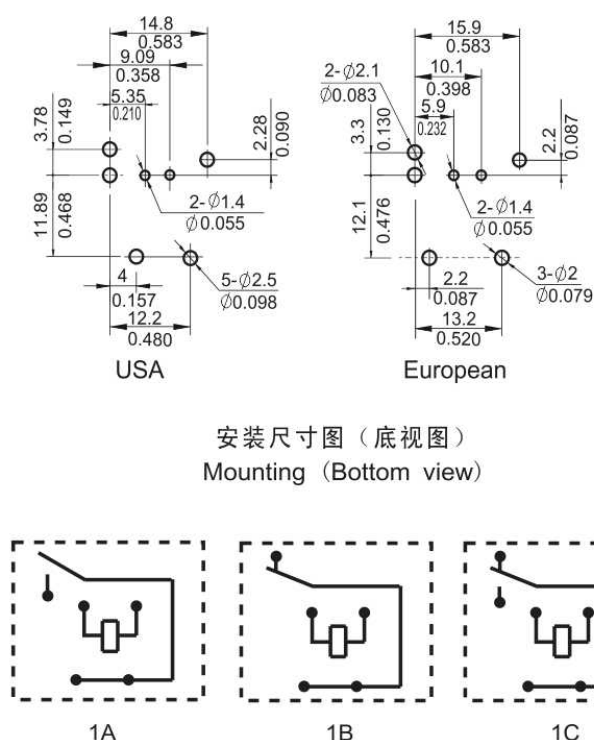 14.8
0.583
9.09
0.358
5.35
0.210
3.78
0.149
2.28
0.090
11.89
0.468
2-Ø1.4
Ø0.055
4
0.157
5-Ø2.5
Ø0.098
12.2
0.480
USA
15.9
0.583
2-Ø2.1
Ø0.083
10.1
0.398
5.9
0.232
3.3
0.130
2.2
0.087
12.1
0.476
2-Ø1.4
Ø0.055
2.2
0.087
3-Ø2
Ø0.079
13.2
0.520
European
安装尺寸图（底视图）
Mounting (Bottom view)
1A
1B
1C